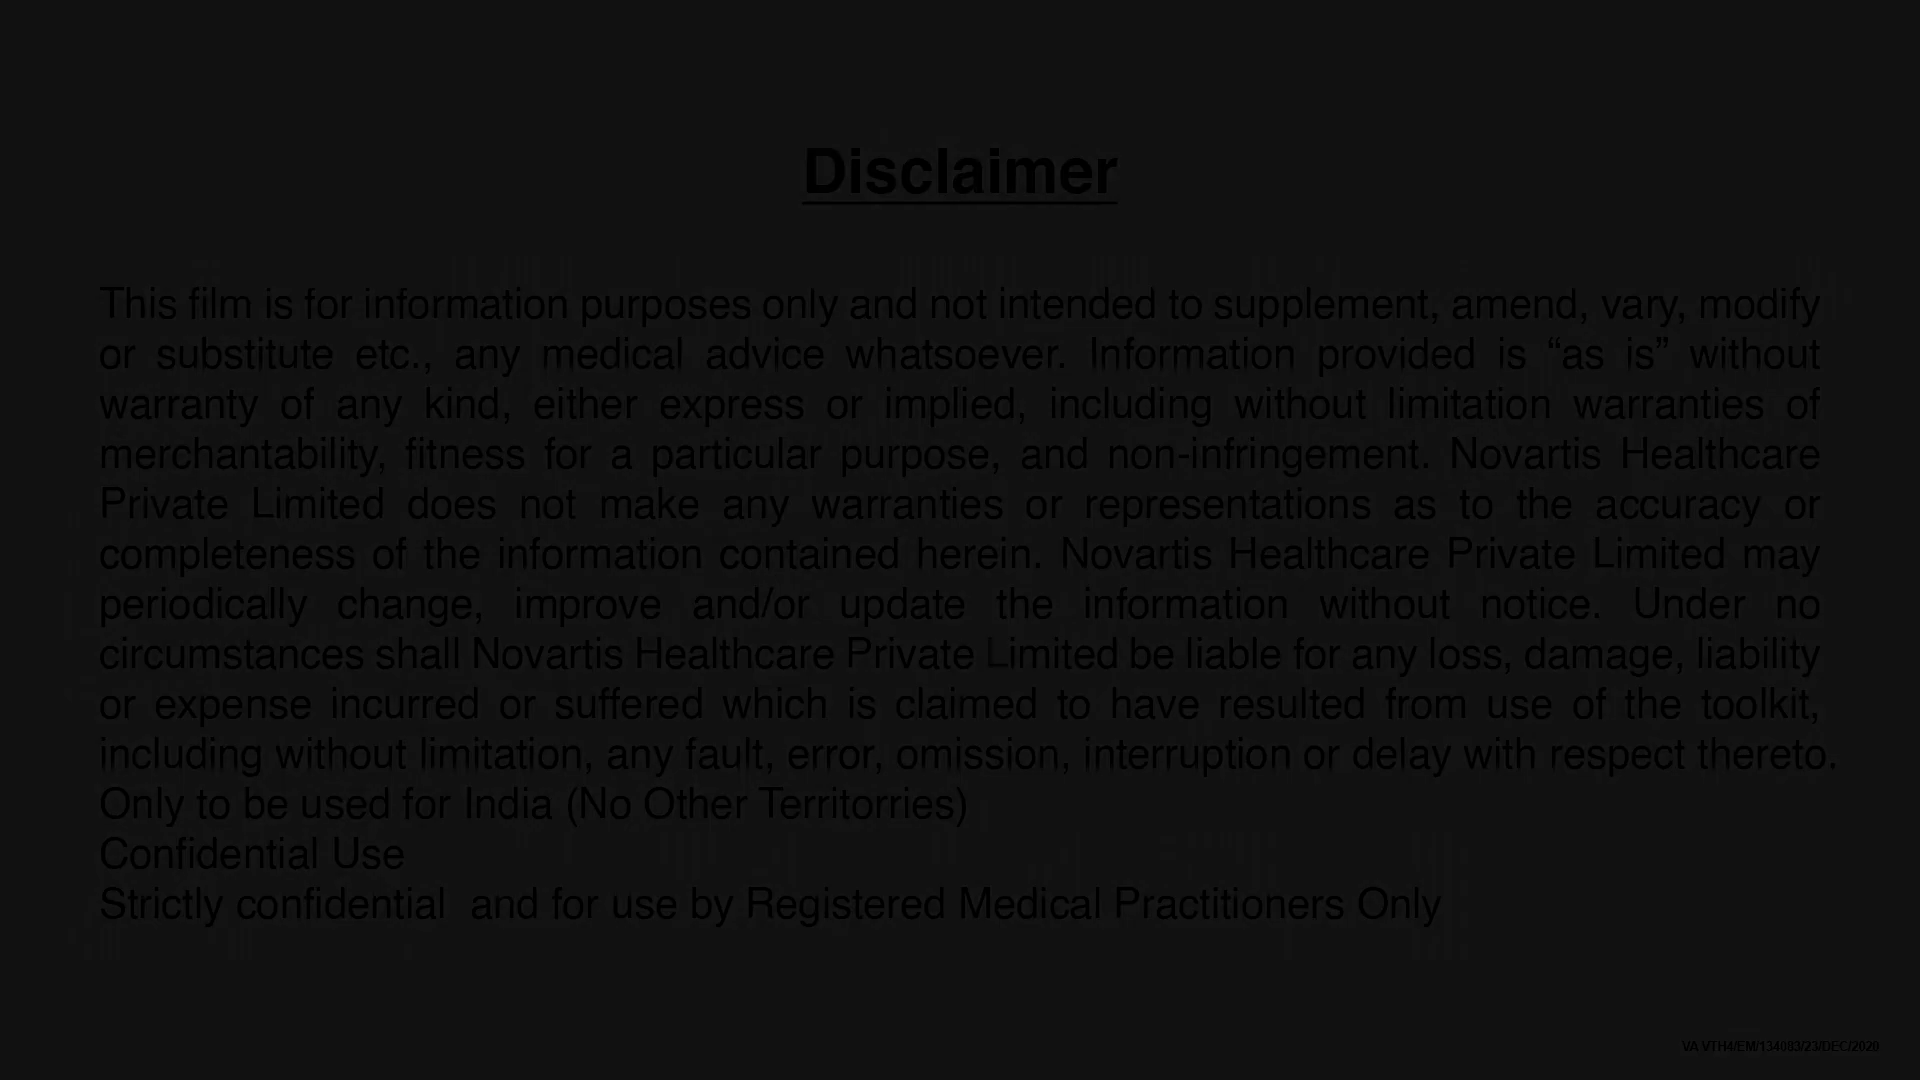 Disclaimer
This film is for information purposes only and not intended to supplement, amend, vary, modify
or substitute etc., any medical advice whatsoever. Information provided is “as is” without
warranty of any kind, either express or implied, including without limitation warranties of
merchantability, fitness for a particular purpose, and non-infringement. Novartis Healthcare
Private Limited does not make any warranties or representations as to the accuracy or
completeness of the information contained herein. Novartis Healthcare Private Limited may
periodically change, improve and/or update the information without notice. Under no
circumstances shall Novartis Healthcare Private Limited be liable for any loss, damage, liability
or expense incurred or suffered which is claimed to have resulted from use of the toolkit,
including without limitation, any fault, error, omission, interruption or delay with respect thereto.
Only to be used for India (No Other Territorries)
Confidential Use
Strictly confidential and for use by Registered Medical Practitioners Only
VA VTH4/EM/134083/23/DEC/2020